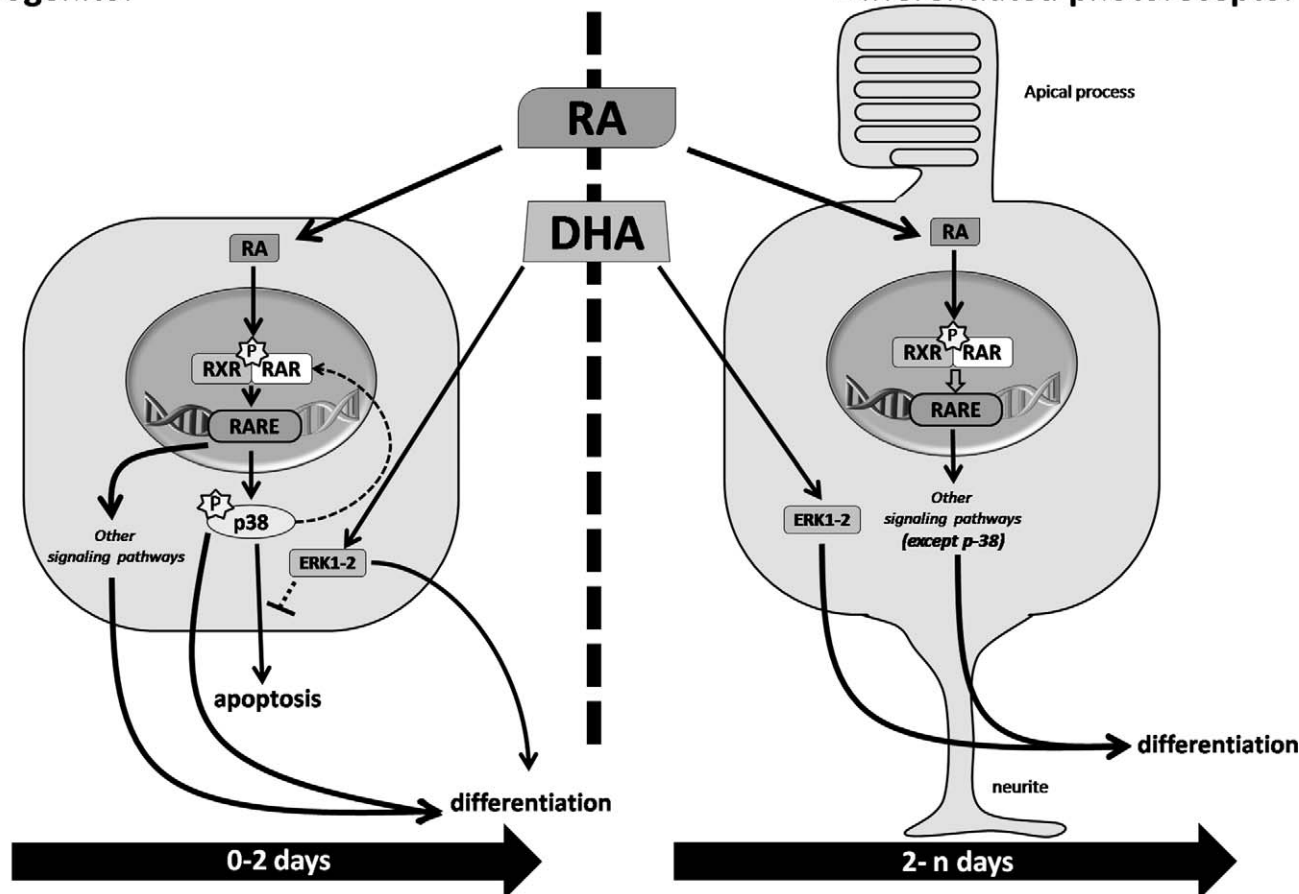 RA
DHA
Apical process
RA
P
RXR
RAR
RARE
P
p38
Other
signaling pathways
ERK1-2
apoptosis
differentiation
0-2 days
RA
P
RXR
RAR
RARE
ERK1-2
Other
signaling pathways
(except p-38)
differentiation
neurite
2- n days